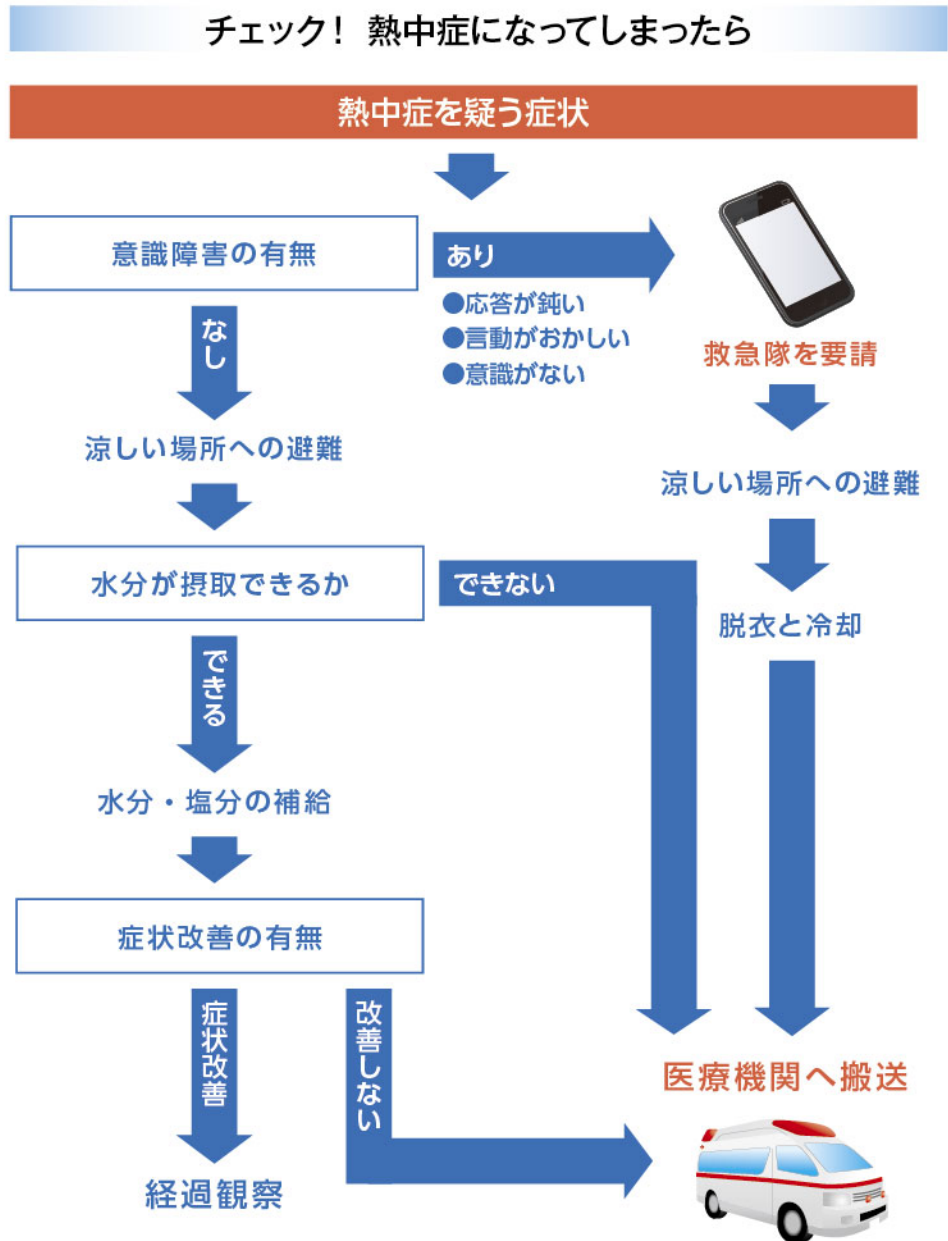 チェック！ 熱中症になってしまったら
熱中症を疑う症状
意識障害の有無
あり
●応答が鈍い
●言動がおかしい
●意識がない
救急隊を要請
涼しい場所への避難
脱衣と冷却
なし
涼しい場所への避難
水分が摂取できるか
できない
できる
水分・塩分の補給
症状改善の有無
症状改善
改善しない
経過観察
医療機関へ搬送